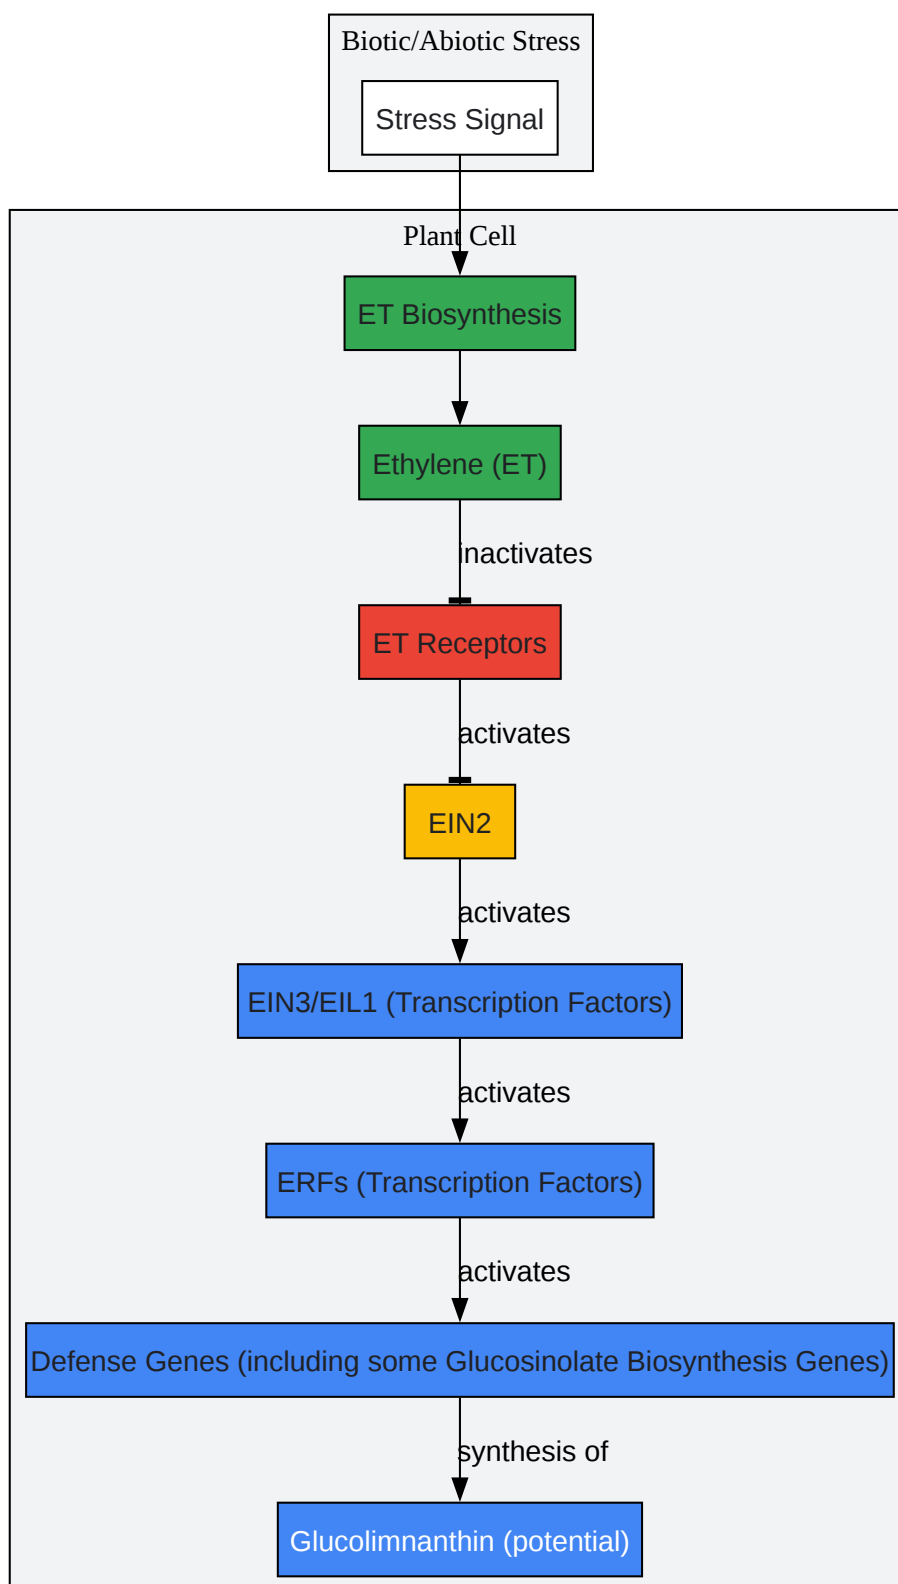 Biotic/Abiotic Stress
Stress Signal
Plant Cell
ET Biosynthesis
Ethylene (ET)
inactivates
ET Receptors
activates
EIN2
activates
EIN3/EIL1 (Transcription Factors)
activates
ERFs (Transcription Factors)
activates
Defense Genes (including some Glucosinolate Biosynthesis Genes)
synthesis of
Glucolimnanthin (potential)